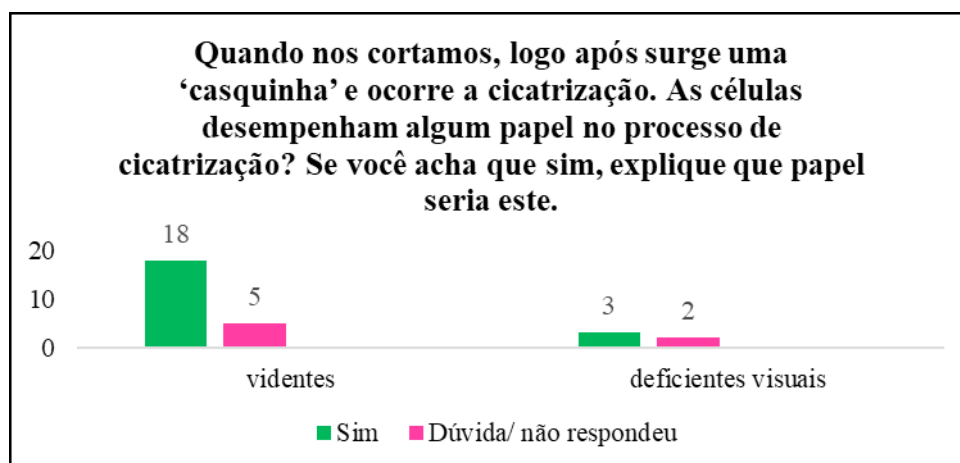 Quando nos cortamos, logo após surge uma
‘casquinha’ e ocorre a cicatrização. As células
desempenham algum papel no processo de
cicatrização? Se você acha que sim, explique que papel
seria este.
18
20
5
10
3
2
0
videntes
deficientes visuais
Sim
Dúvida/ não respondeu